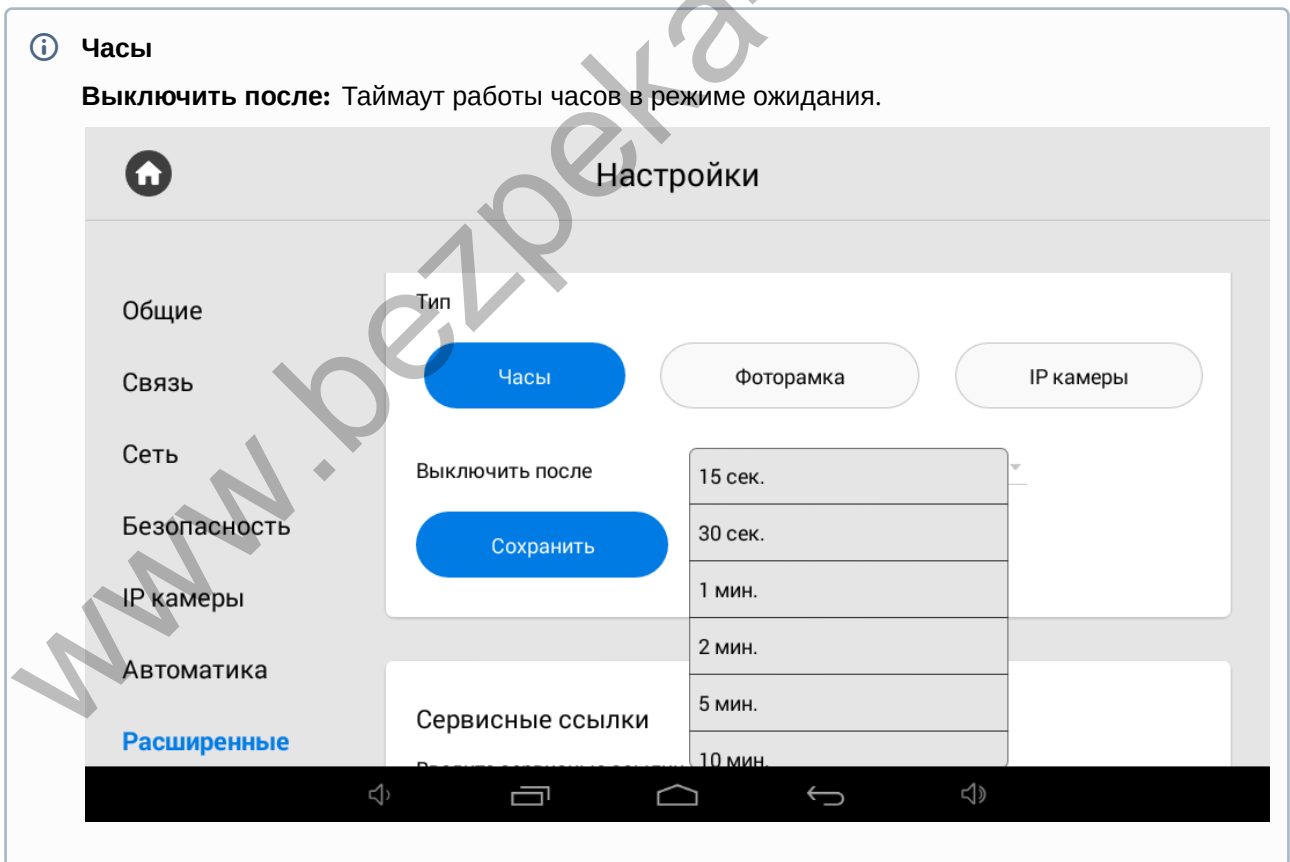 Часы
Выключить после: Таймаут работы часов в режиме ожидания.
Настройки
Общие
Связь
Сеть
Безопасность
IP камеры
Автоматика
Расширенные
Тип
Часы Фоторамка IP камеры
Выключить после
15 сек.
30 сек.
1 мин.
2 мин.
5 мин.
10 мин.
Сохранить
Сервисные ссылки
www.bezpeka